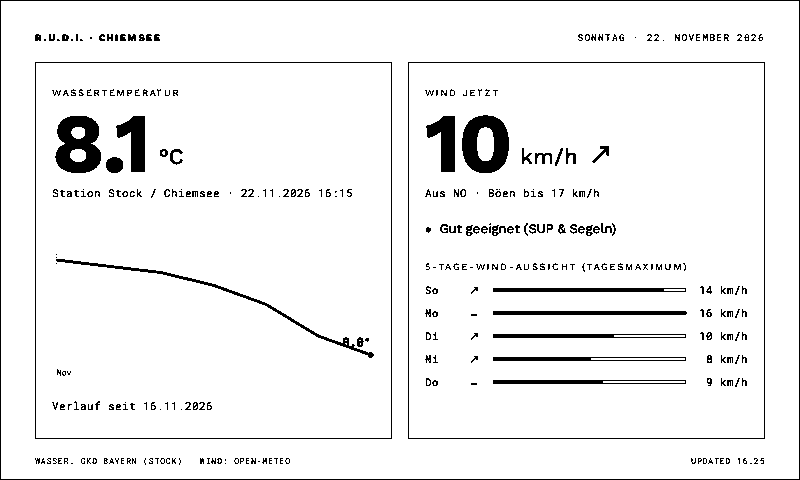 R.U.D.I. · CHIEMSEE
SONNTAG · 22. NOVEMBER 2026
WASSERTEMPERATUR
8.1 °C
Station Stock / Chiemsee · 22.11.2026 16:15
Nov
Verlauf seit 16.11.2026
WIND JETZT
10 km/h ↗
Aus NO · Böen bis 17 km/h
• Gut geeignet (SUP & Segeln)
5-TAGE-WIND-AUSSICHT (TAGESMAXIMUM)
So ↗ 14 km/h
Mo – 16 km/h
Di ↗ 10 km/h
Mi ↗ 8 km/h
Do – 9 km/h
WASSER: GKD BAYERN (STOCK) WIND: OPEN-METEO
UPDATED 16:25